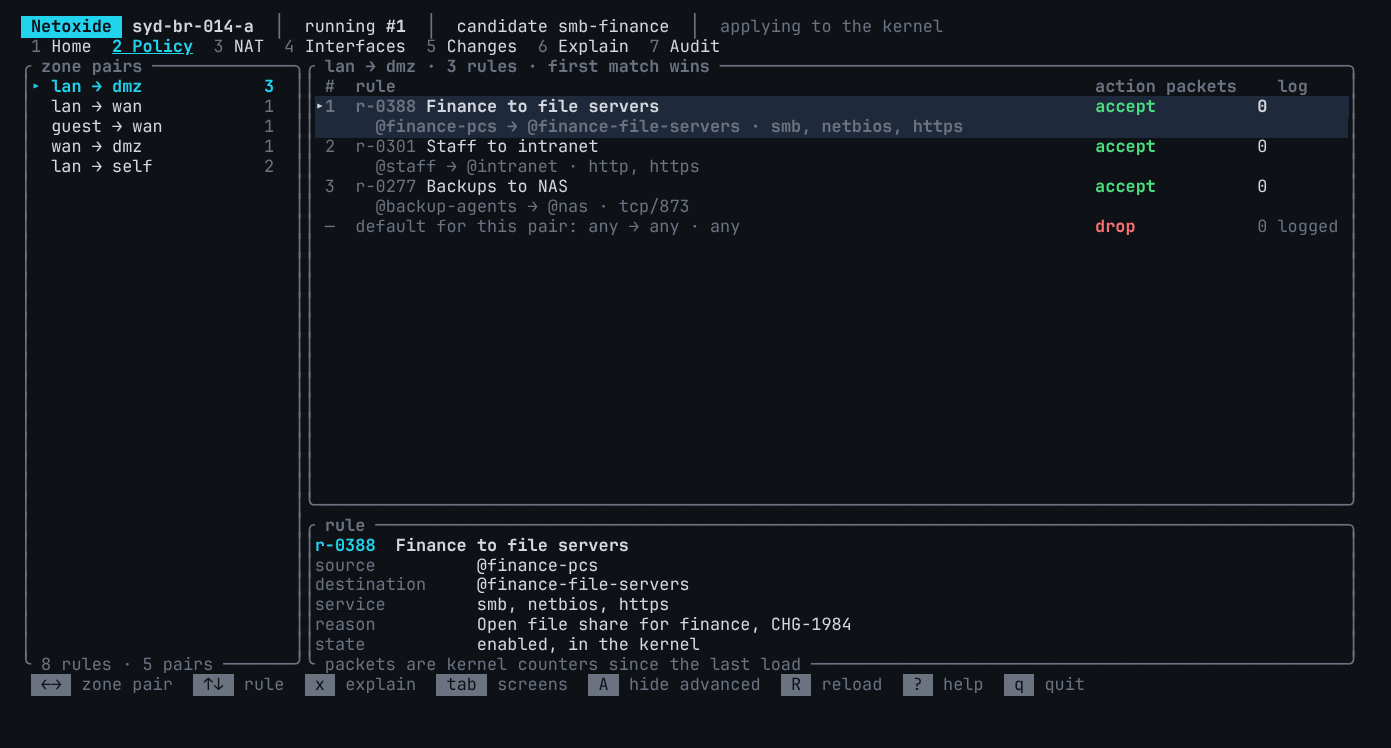 Netoxide syd-br-014-a │ running #1 │ candidate smb-finance │ applying to the kernel
1 Home 2 Policy 3 NAT 4 Interfaces 5 Changes 6 Explain 7 Audit
zone pairs
▸ lan → dmz 3
lan → wan 1
guest → wan 1
wan → dmz 1
lan → self 2
8 rules · 5 pairs
lan → dmz · 3 rules · first match wins
# rule action packets log
▸1 r-0388 Finance to file servers accept 0
@finance-pcs → @finance-file-servers · smb, netbios, https
2 r-0301 Staff to intranet accept 0
@staff → @intranet · http, https
3 r-0277 Backups to NAS accept 0
@backup-agents → @nas · tcp/873
— default for this pair: any → any · any drop 0 logged
rule
r-0388 Finance to file servers
source @finance-pcs
destination @finance-file-servers
service smb, netbios, https
reason Open file share for finance, CHG-1984
state enabled, in the kernel
packets are kernel counters since the last load
←→ zone pair ↑↓ rule x explain tab screens A hide advanced R reload ? help q quit